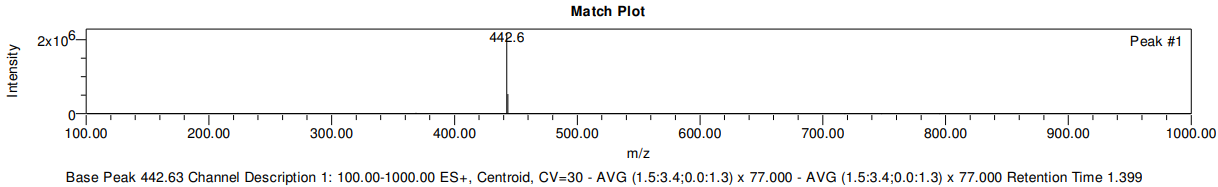 Match Plot
442.6
Peak #1
2x10⁶
Intensity
0
100.00 200.00 300.00 400.00 500.00 600.00 700.00 800.00 900.00 1000.00
m/z
Base Peak 442.63 Channel Description 1: 100.00-1000.00 ES+, Centroid, CV=30 - AVG (1.5:3.4;0.0:1.3) x 77.000 - AVG (1.5:3.4;0.0:1.3) x 77.000 Retention Time 1.399